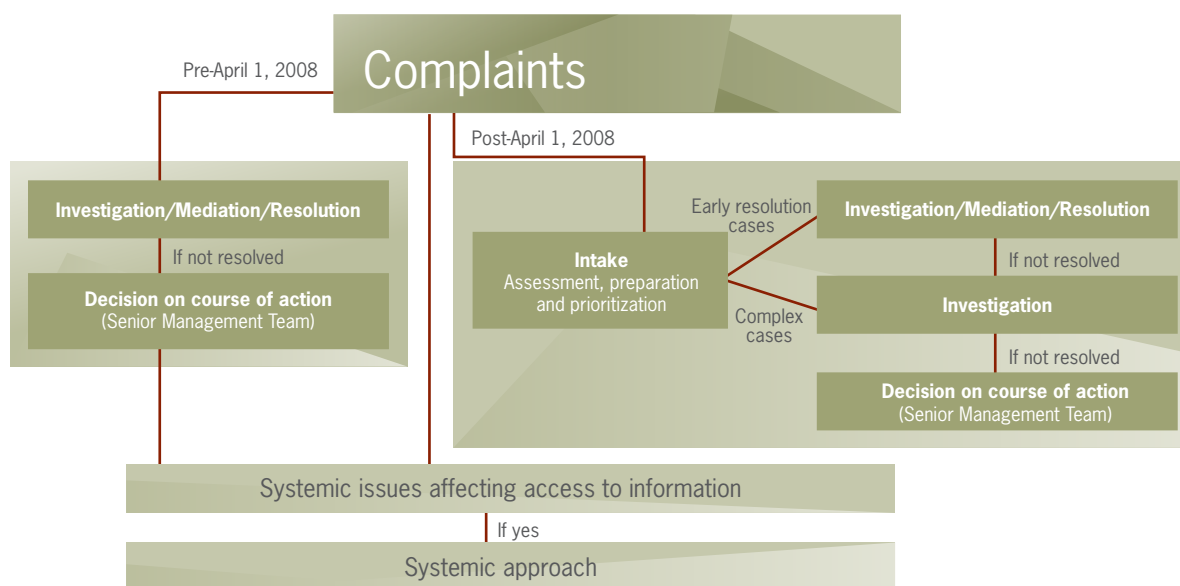 Complaints
Pre-April 1, 2008
Post-April 1, 2008
Investigation/Mediation/Resolution
If not resolved
Decision on course of action
(Senior Management Team)
Intake
Assessment, preparation
and prioritization
Early resolution
cases
Complex
cases
Investigation/Mediation/Resolution
If not resolved
Investigation
If not resolved
Decision on course of action
(Senior Management Team)
Systemic issues affecting access to information
If yes
Systemic approach